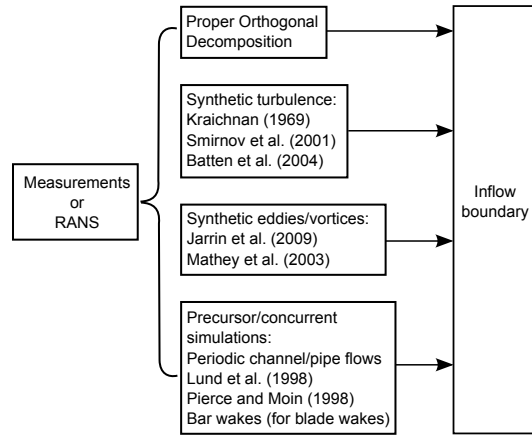 Measurements
or
RANS
Proper Orthogonal
Decomposition
Synthetic turbulence:
Kraichnan (1969)
Smirnov et al. (2001)
Batten et al. (2004)
Synthetic eddies/vortices:
Jarrin et al. (2009)
Mathey et al. (2003)
Precursor/concurrent
simulations:
Periodic channel/pipe flows
Lund et al. (1998)
Pierce and Moin (1998)
Bar wakes (for blade wakes)
Inflow
boundary